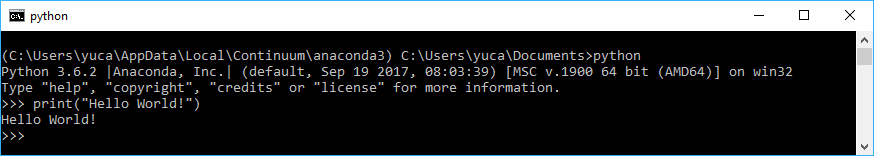 python
(C:\Users\yuca\AppData\Local\Continuum\anaconda3) C:\Users\yuca\Documents>python
Python 3.6.2 |Anaconda, Inc.| (default, Sep 19 2017, 08:03:39) [MSC v.1900 64 bit (AMD64)] on win32
Type "help", "copyright", "credits" or "license" for more information.
>>> print("Hello World!")
Hello World!
>>>